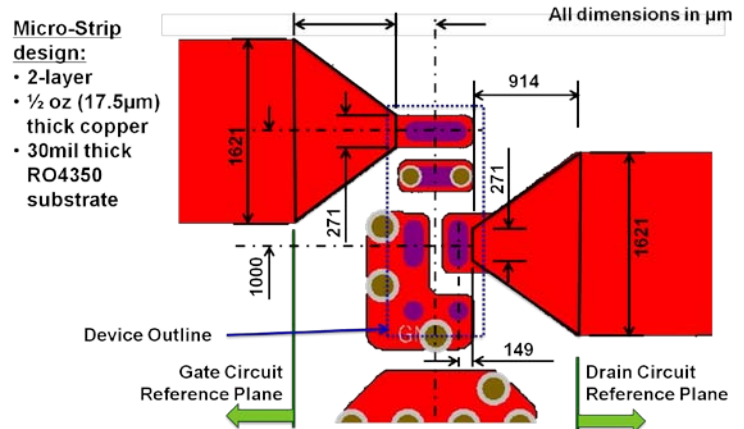 Micro-Strip
design:
• 2-layer
• ½ oz (17.5µm)
thick copper
• 30mil thick
RO4350
substrate
All dimensions in µm
914
1621
271
271
1621
1000
149
Device Outline
Gate Circuit
Reference Plane
Drain Circuit
Reference Plane